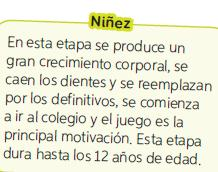 Niñez
En esta etapa se produce un
gran crecimiento corporal, se
caen los dientes y se reemplazan
por los definitivos, se comienza
a ir al colegio y el juego es la
principal motivación. Esta etapa
dura hasta los 12 años de edad.